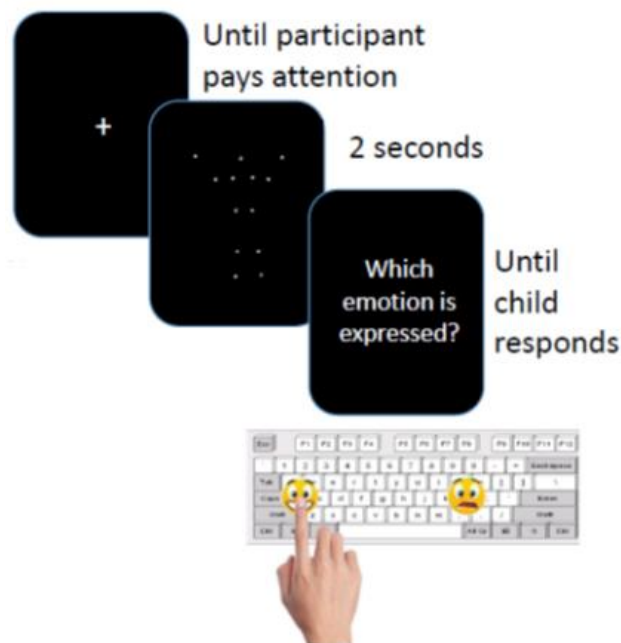 Until participant
pays attention
2 seconds
Which
emotion is
expressed?
Until
child
responds